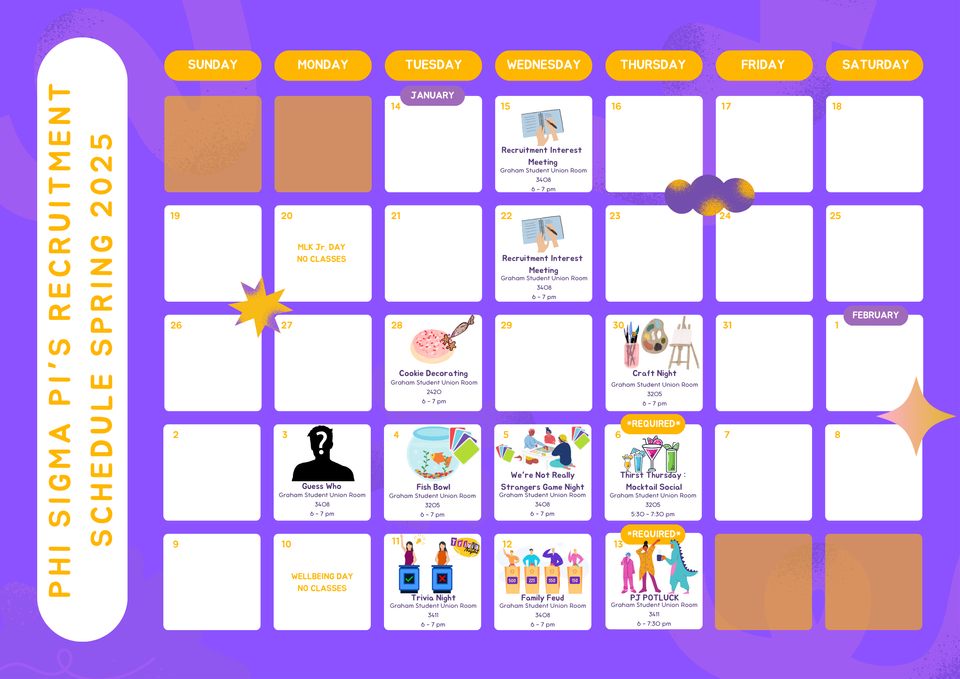 PHI SIGMA PI'S RECRUITMENT
SCHEDULE SPRING 2025
SUNDAY
MONDAY
TUESDAY
WEDNESDAY
THURSDAY
FRIDAY
SATURDAY
JANUARY
14
15
Recruitment Interest
Meeting
Graham Student Union Room
3408
6 - 7 pm
16
17
18
19
20
MLK Jr. DAY
NO CLASSES
21
22
Recruitment Interest
Meeting
Graham Student Union Room
3408
6 - 7 pm
23
24
25
26
27
28
Cookie Decorating
Graham Student Union Room
2420
6 - 7 pm
29
30
Craft Night
Graham Student Union Room
3205
6 - 7 pm
31
FEBRUARY
1
2
3
?
Guess Who
Graham Student Union Room
3408
6 - 7 pm
4
Fish Bowl
Graham Student Union Room
3205
6 - 7 pm
5
We're Not Really
Strangers Game Night
Graham Student Union Room
3408
6 - 7 pm
*REQUIRED*
6
Thirst Thursday :
Mocktail Social
Graham Student Union Room
3205
5:30 - 7:30 pm
7
8
9
10
WELLBEING DAY
NO CLASSES
11
Trivia Night
Graham Student Union Room
3411
6 - 7 pm
12
Family Feud
Graham Student Union Room
3408
6 - 7 pm
*REQUIRED*
13
PJ POTLUCK
Graham Student Union Room
3411
6 - 7:30 pm